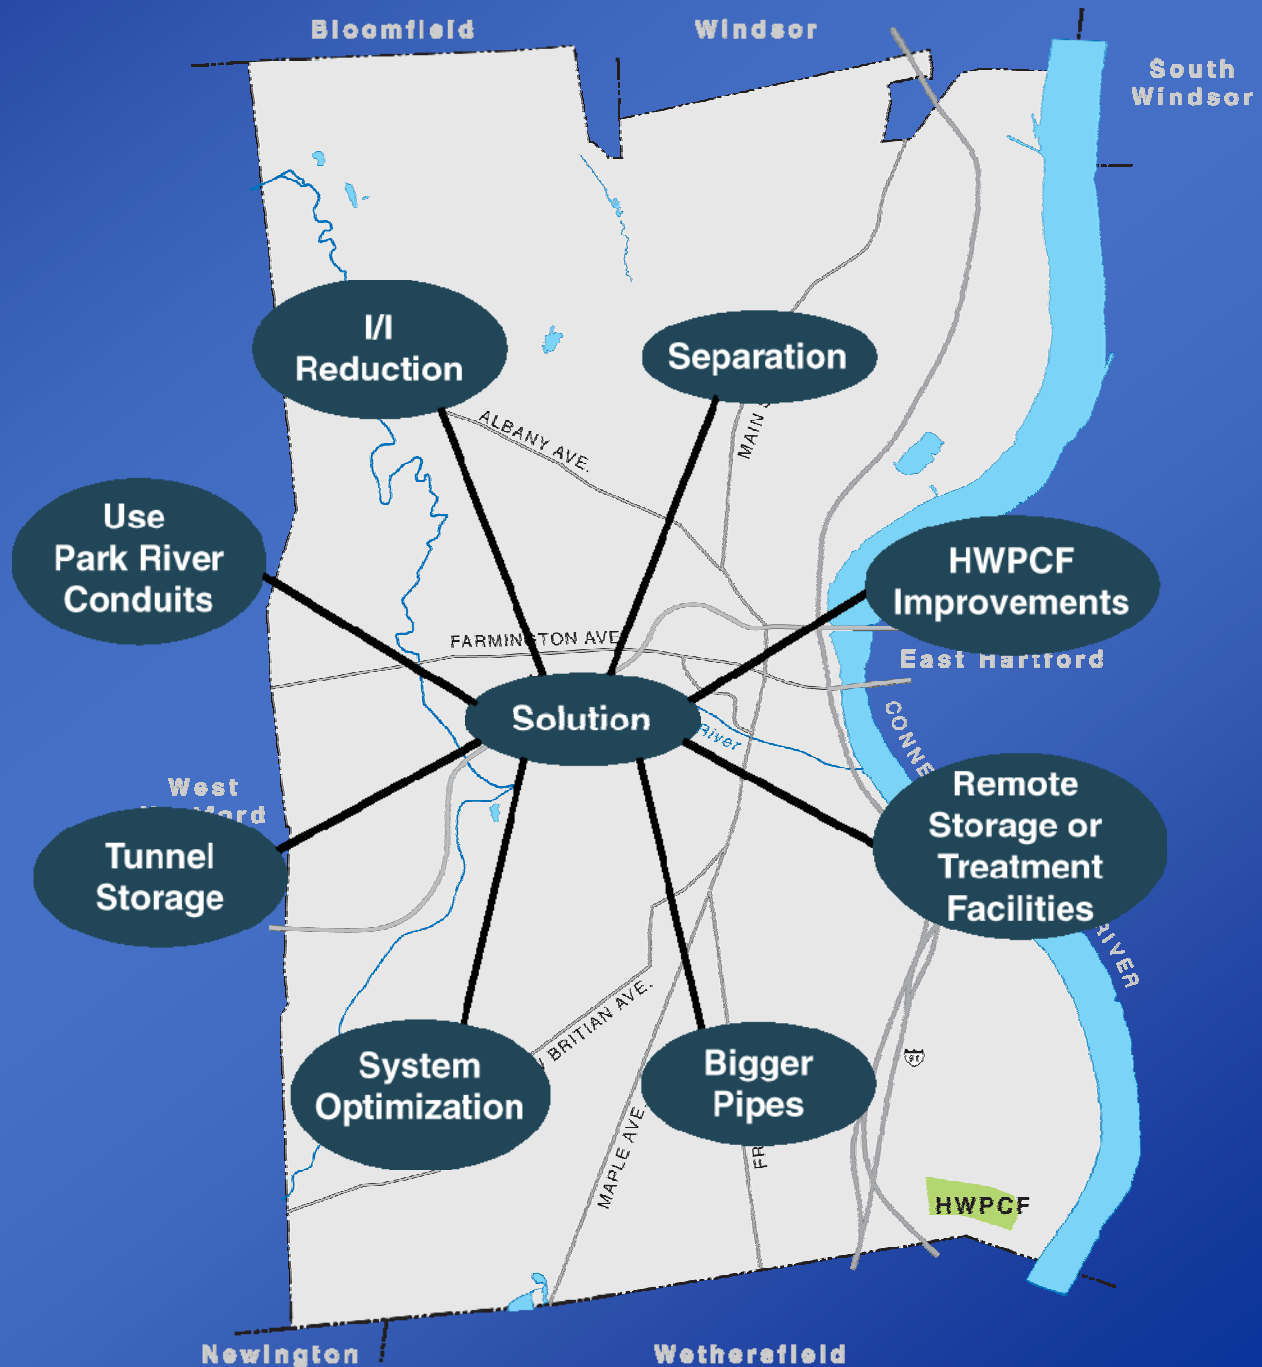 Bloomfield
Windsor
South
Windsor
I/I
Reduction
Separation
ALBANY AVE.
MAIN
Use
Park River
Conduits
HWPCF
Improvements
FARMINGTON AVE
East Hartford
Solution
River
West
Tunnel
Storage
Remote
Storage or
Treatment
Facilities
RIVER
System
Optimization
BRITIAN AVE.
Bigger
Pipes
91
MAPLE AVE.
HWPCF
Newington
Wethersfield